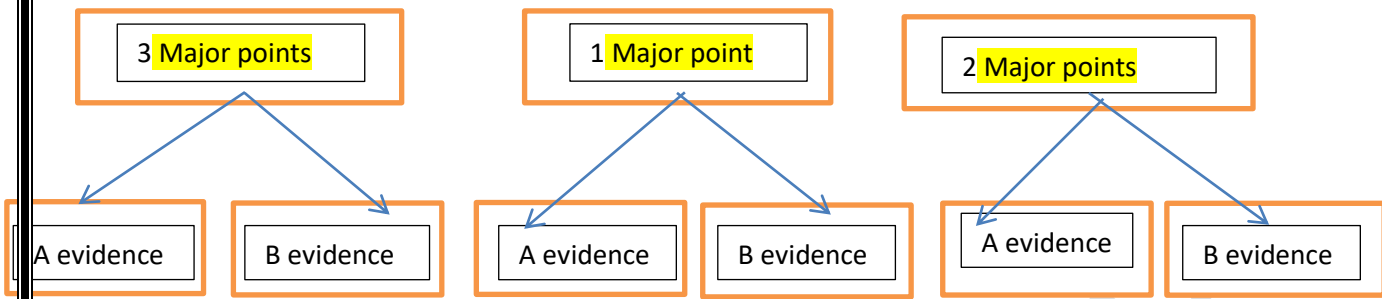 3 Major points
1 Major point
2 Major points
A evidence
B evidence
A evidence
B evidence
A evidence
B evidence